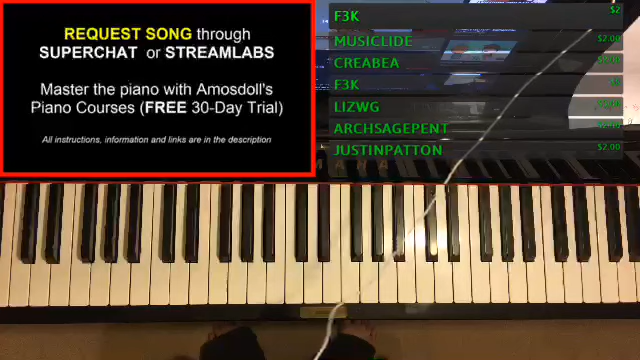 REQUEST SONG through
SUPERCHAT or STREAMLABS
Master the piano with Amosdoll's
Piano Courses (FREE 30-Day Trial)
All instructions, information and links are in the description
F3K $2
MUSICLIDE $2.00
CREABEA
F3K
LIZWG
ARCHSAGEPENT
JUSTINPATTON $2.00